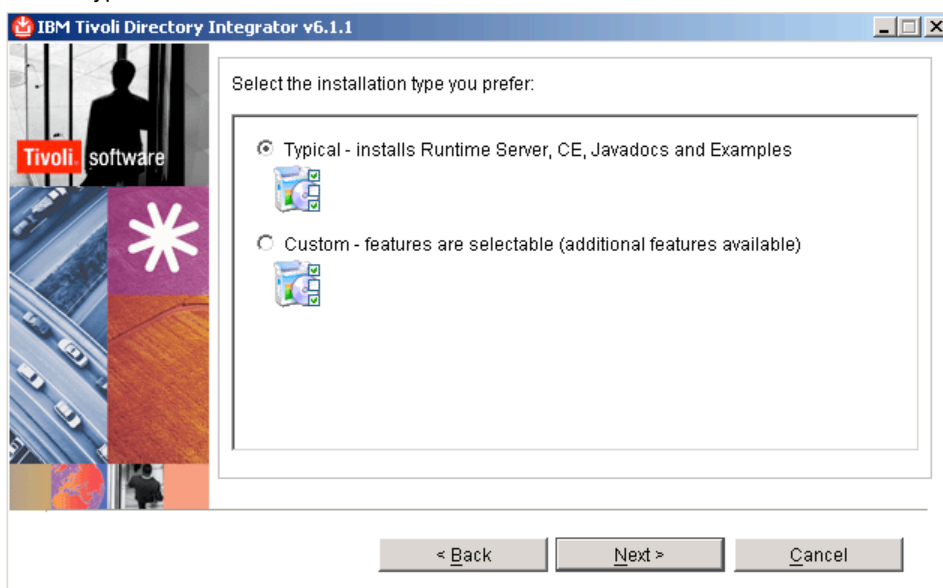 IBM Tivoli Directory Integrator v6.1.1
Select the installation type you prefer:
Tivoli. software
Typical - installs Runtime Server, CE, Javadocs and Examples
Custom - features are selectable (additional features available)
< Back
Next >
Cancel